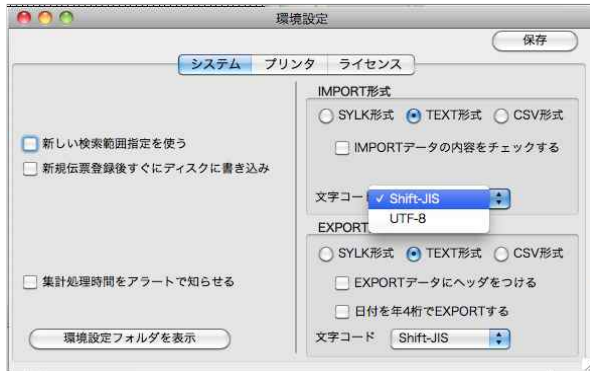 環境設定
保存
システム プリンタ ライセンス
新しい検索範囲指定を使う
新規伝票登録後すぐにディスクに書き込み
集計処理時間をアラートで知らせる
環境設定フォルダを表示
IMPORT形式
SYLK形式 TEXT形式 CSV形式
IMPORTデータの内容をチェックする
文字コー
✓ Shift-JIS
UTF-8
EXPORT
SYLK形式 TEXT形式 CSV形式
EXPORTデータにヘッダをつける
日付を年4桁でEXPORTする
文字コード Shift-JIS